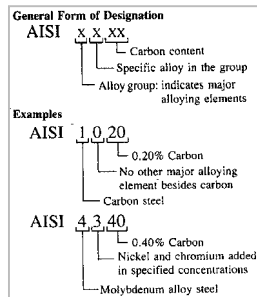 General Form of Designation
AISI x x xx
Carbon content
Specific alloy in the group
Alloy group: indicates major
alloying elements
Examples
AISI 1 0 20
0.20% Carbon
No other major alloying
element besides carbon
Carbon steel
AISI 4 3 40
0.40% Carbon
Nickel and chromium added
in specified concentrations
Molybdenum alloy steel